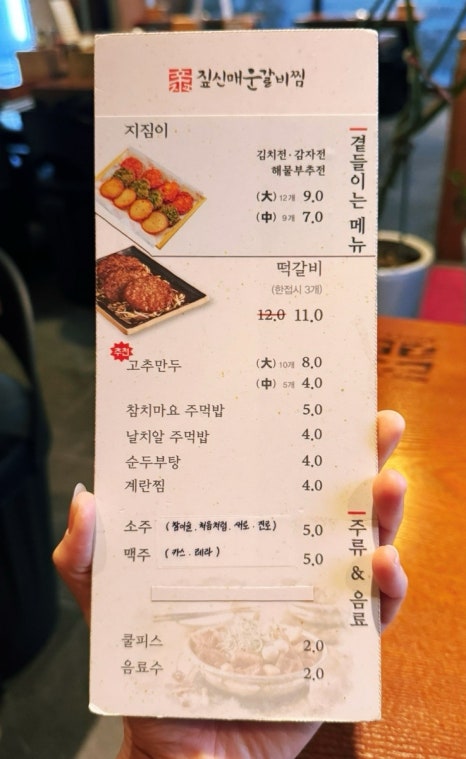 짚신매운갈비찜
곁들이는 메뉴
지짐이
김치전·감자전
해물부추전
(大) 12개 9.0
(中) 9개 7.0
떡갈비
(한접시 3개)
12.0 11.0
추천
고추만두 (大) 10개 8.0
(中) 5개 4.0
참치마요 주먹밥 5.0
날치알 주먹밥 4.0
순두부탕 4.0
계란찜 4.0
주류 & 음료
소주 (참이슬. 처음처럼. 새로. 진로) 5.0
맥주 (카스. 테라) 5.0
쿨피스 2.0
음료수 2.0